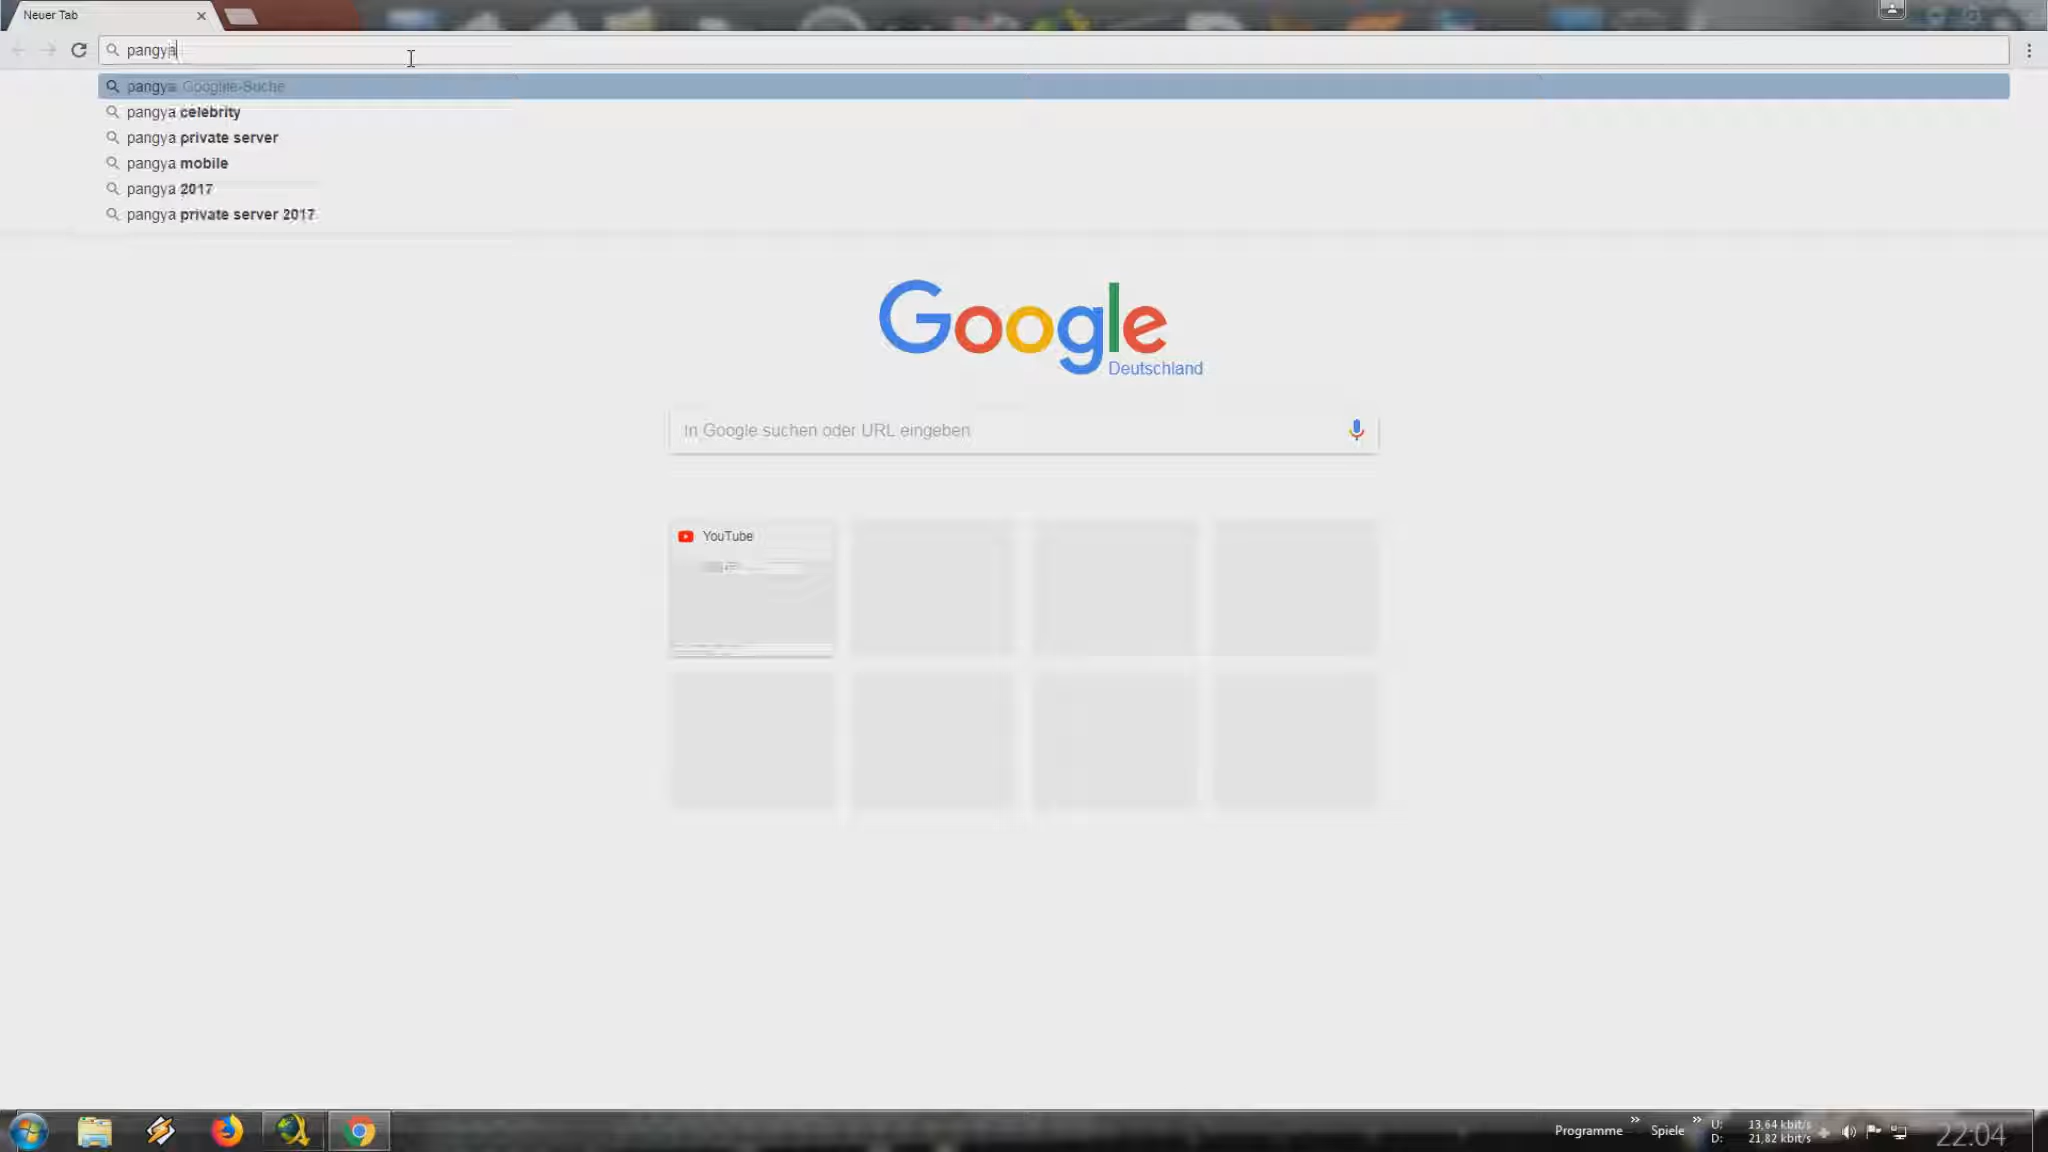 Neuer Tab
pangya
pangya Google-Suche
pangya celebrity
pangya private server
pangya mobile
pangya 2017
pangya private server 2017
Google
Deutschland
In Google suchen oder URL eingeben
YouTube
Programme » Spiele » U: 13,64 kbit/s
D: 21,82 kbit/s
22:04